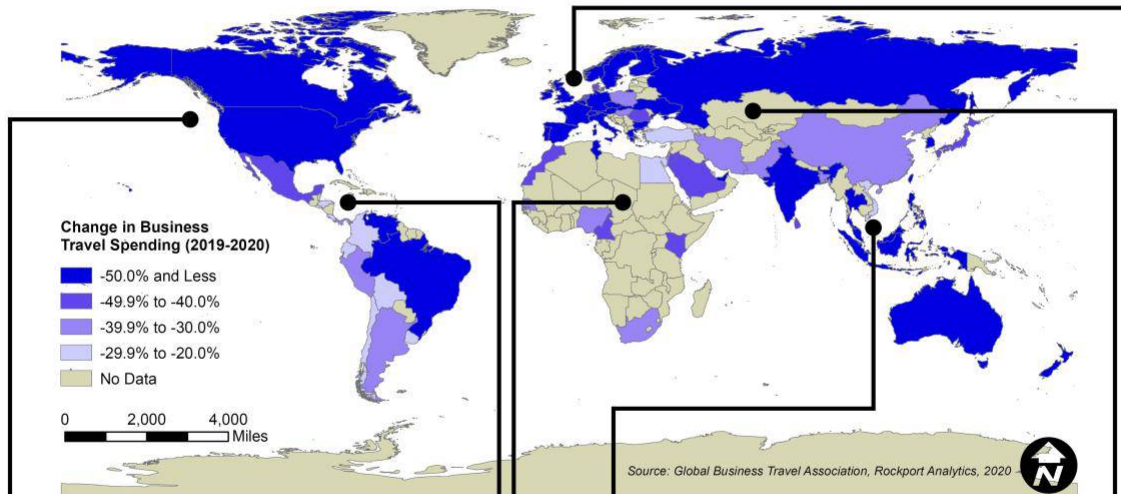 Change in Business
Travel Spending (2019-2020)
-50.0% and Less
-49.9% to -40.0%
-39.9% to -30.0%
-29.9% to -20.0%
No Data
0 2,000 4,000
Miles
Source: Global Business Travel Association, Rockport Analytics, 2020
N